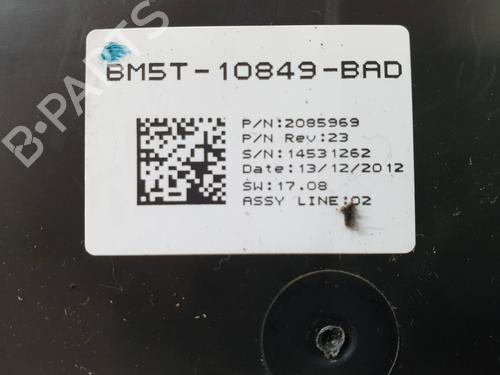 BM5T-10849-BAD
P/N:2085969
P/N Rev:23
S/N:14531262
Date:13/12/2012
SW:17.08
ASSY LINE:02
B-PARTS